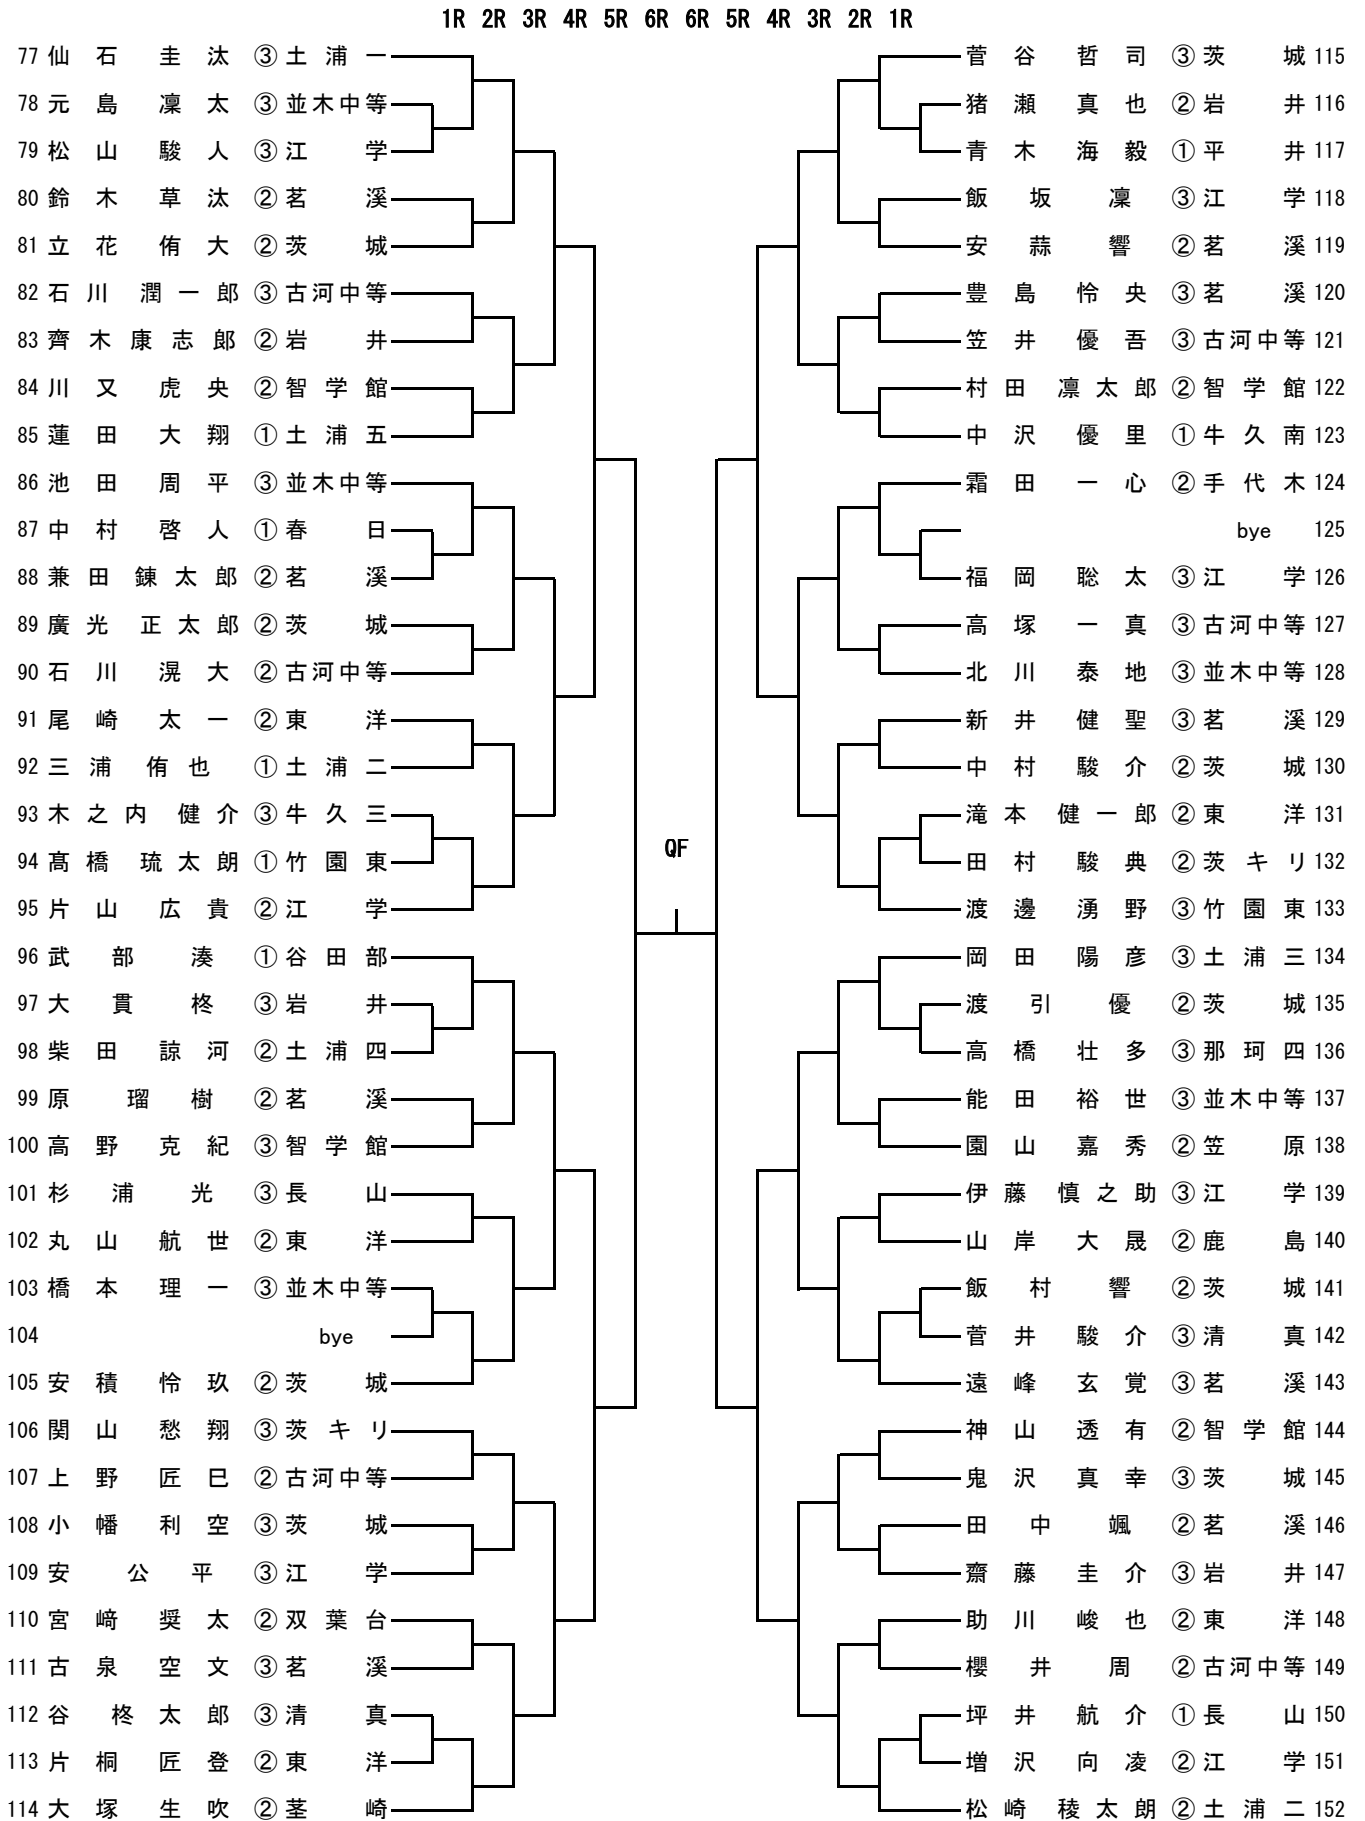 1R 2R 3R 4R 5R 6R 6R 5R 4R 3R 2R 1R
77 仙石 圭汰 ③ 土浦一
78 元島 凜太 ③ 並木中等
79 松山 駿人 ③ 江学
80 鈴木 草汰 ② 茗溪
81 立花 侑大 ② 茨城
82 石川 潤一郎 ③ 古河中等
83 齊木 康志郎 ② 岩井
84 川又 虎央 ② 智学館
85 蓮田 大翔 ① 土浦五
86 池田 周平 ③ 並木中等
87 中村 啓人 ① 春日
88 兼田 錬太郎 ② 茗溪
89 廣光 正太郎 ② 茨城
90 石川 滉大 ② 古河中等
91 尾崎 太一 ② 東洋
92 三浦 侑也 ① 土浦二
93 木之内 健介 ③ 牛久三
94 髙橋 琉太朗 ① 竹園東
95 片山 広貴 ② 江学
96 武部 湊 ① 谷田部
97 大貫 柊 ③ 岩井
98 柴田 諒河 ② 土浦四
99 原 瑠樹 ② 茗溪
100 高野 克紀 ③ 智学館
101 杉浦 光 ③ 長山
102 丸山 航世 ② 東洋
103 橋本 理一 ③ 並木中等
104 bye
105 安積 怜玖 ② 茨城
106 関山 愁翔 ③ 茨キリ
107 上野 匠巳 ② 古河中等
108 小幡 利空 ③ 茨城
109 安 公平 ③ 江学
110 宮﨑 奨太 ② 双葉台
111 古泉 空文 ③ 茗溪
112 谷 柊太郎 ③ 清真
113 片桐 匠登 ② 東洋
114 大塚 生吹 ② 茎崎
QF
菅谷 哲司 ③ 茨城 115
猪瀬 真也 ② 岩井 116
青木 海毅 ① 平井 117
飯坂 凜 ③ 江学 118
安蒜 響 ② 茗溪 119
豊島 怜央 ③ 茗溪 120
笠井 優吾 ③ 古河中等 121
村田 凛太郎 ② 智学館 122
中沢 優里 ① 牛久南 123
霜田 一心 ② 手代木 124
bye 125
福岡 聡太 ③ 江学 126
高塚 一真 ③ 古河中等 127
北川 泰地 ③ 並木中等 128
新井 健聖 ③ 茗溪 129
中村 駿介 ② 茨城 130
滝本 健一郎 ② 東洋 131
田村 駿典 ② 茨キリ 132
渡邊 湧野 ③ 竹園東 133
岡田 陽彦 ③ 土浦三 134
渡引 優 ② 茨城 135
高橋 壮多 ③ 那珂四 136
能田 裕世 ③ 並木中等 137
園山 嘉秀 ② 笠原 138
伊藤 慎之助 ③ 江学 139
山岸 大晟 ② 鹿島 140
飯村 響 ② 茨城 141
菅井 駿介 ③ 清真 142
遠峰 玄覚 ③ 茗溪 143
神山 透有 ② 智学館 144
鬼沢 真幸 ③ 茨城 145
田中 颯 ② 茗溪 146
齋藤 圭介 ③ 岩井 147
助川 峻也 ② 東洋 148
櫻井 周 ② 古河中等 149
坪井 航介 ① 長山 150
増沢 向凌 ② 江学 151
松崎 稜太朗 ② 土浦二 152